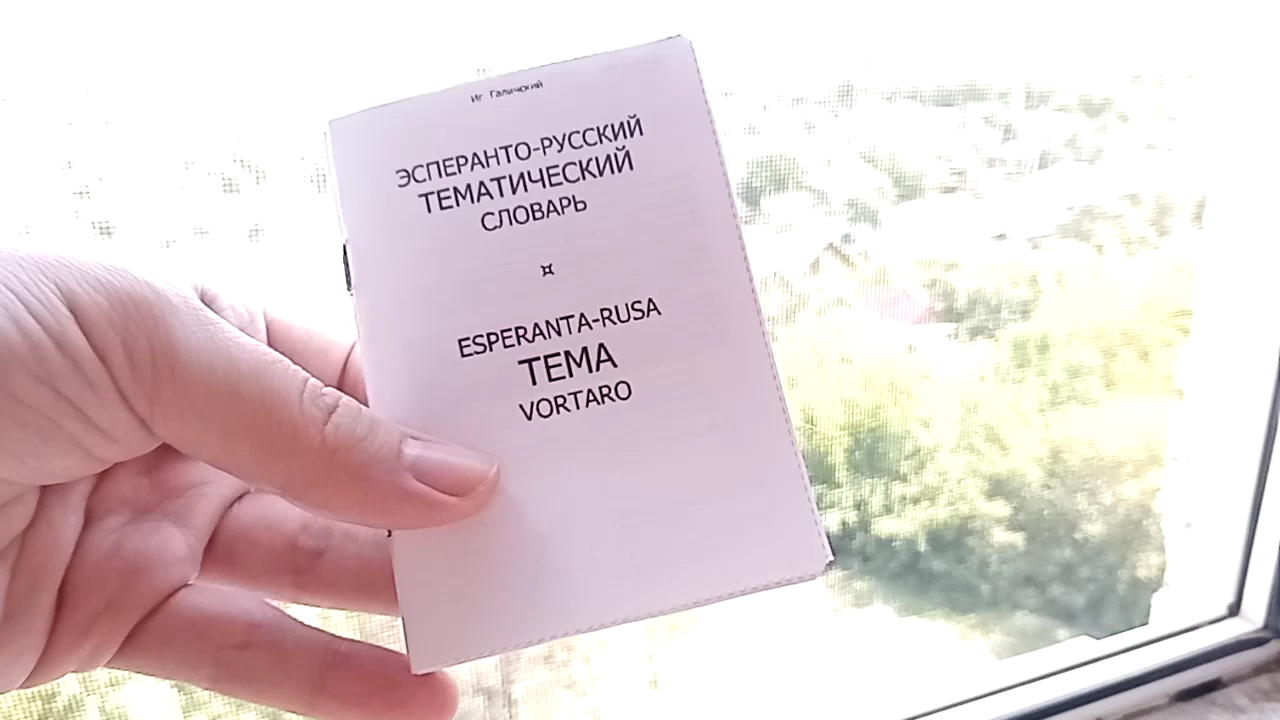 Иг Галичский
ЭСПЕРАНТО-РУССКИЙ
ТЕМАТИЧЕСКИЙ
СЛОВАРЬ
¤
ESPERANTA-RUSA
TEMA
VORTARO